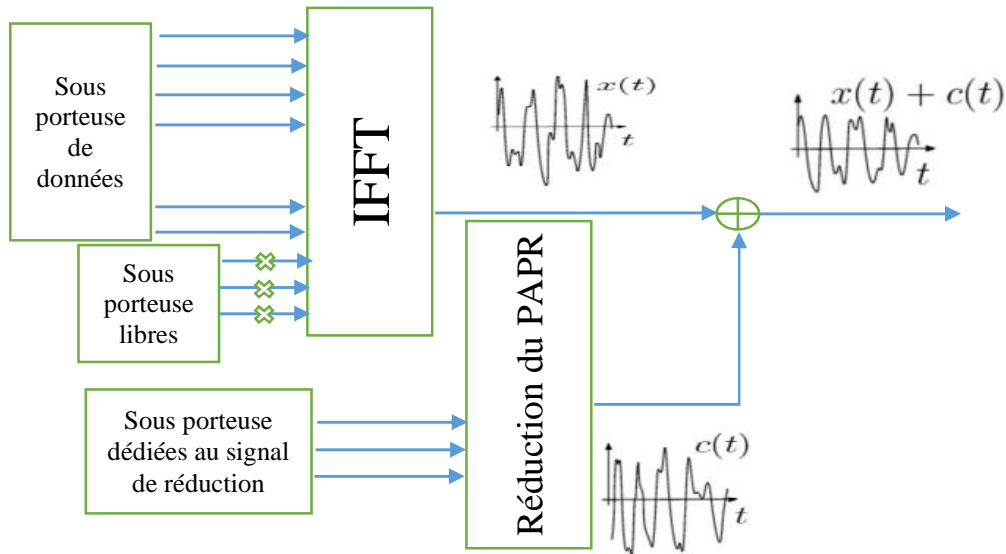 Sous
porteuse
de
données
IFFT
x(t)
t
x(t) + c(t)
t
Sous
porteuse
libres
Réduction du PAPR
Sous porteuse
dédiées au signal
de réduction
c(t)
t